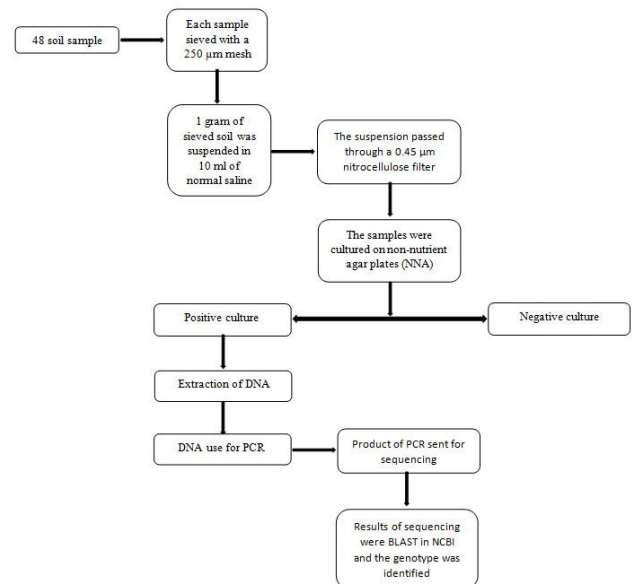 48 soil sample
Each sample
sieved with a
250 µm mesh
1 gram of
sieved soil was
suspended in
10 ml of
normal saline
The suspension passed
through a 0.45 µm
nitrocellulose filter
The samples were
cultured on non-nutrient
agar plates (NNA)
Positive culture
Negative culture
Extraction of DNA
DNA use for PCR
Product of PCR sent for
sequencing
Results of sequencing
were BLAST in NCBI
and the genotype was
identified